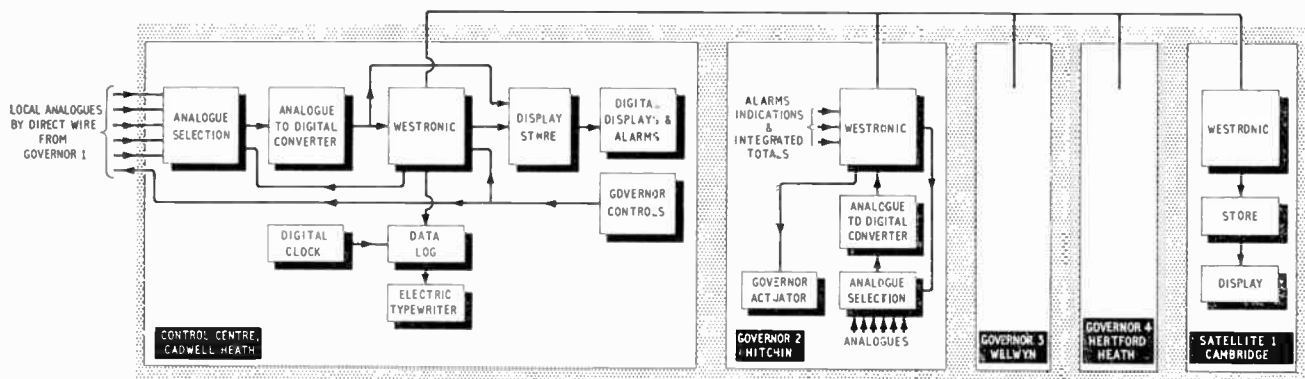 LOCAL ANALOGUES
BY DIRECT WIRE
FROM
GOVERNOR 1
ANALOGUE
SELECTION
ANALOGUE
TO DIGITAL
CONVERTER
WESTRONIC
DISPLAY
STORE
DIGITAL
DISPLAYS &
ALARMS
GOVERNOR
CONTROLS
DIGITAL
CLOCK
DATA
LOG
ELECTRIC
TYPEWRITER
CONTROL CENTRE,
CADWELL HEATH
ALARMS
INDICATIONS
&
INTEGRATED
TOTALS
WESTRONIC
ANALOGUE
TO DIGITAL
CONVERTER
GOVERNOR
ACTUATOR
ANALOGUE
SELECTION
ANALOGUES
GOVERNOR 2
HITCHIN
GOVERNOR 3
WELWYN
GOVERNOR 4
HERTFORD
HEATH
WESTRONIC
STORE
DISPLAY
SATELLITE 1
CAMBRIDGE